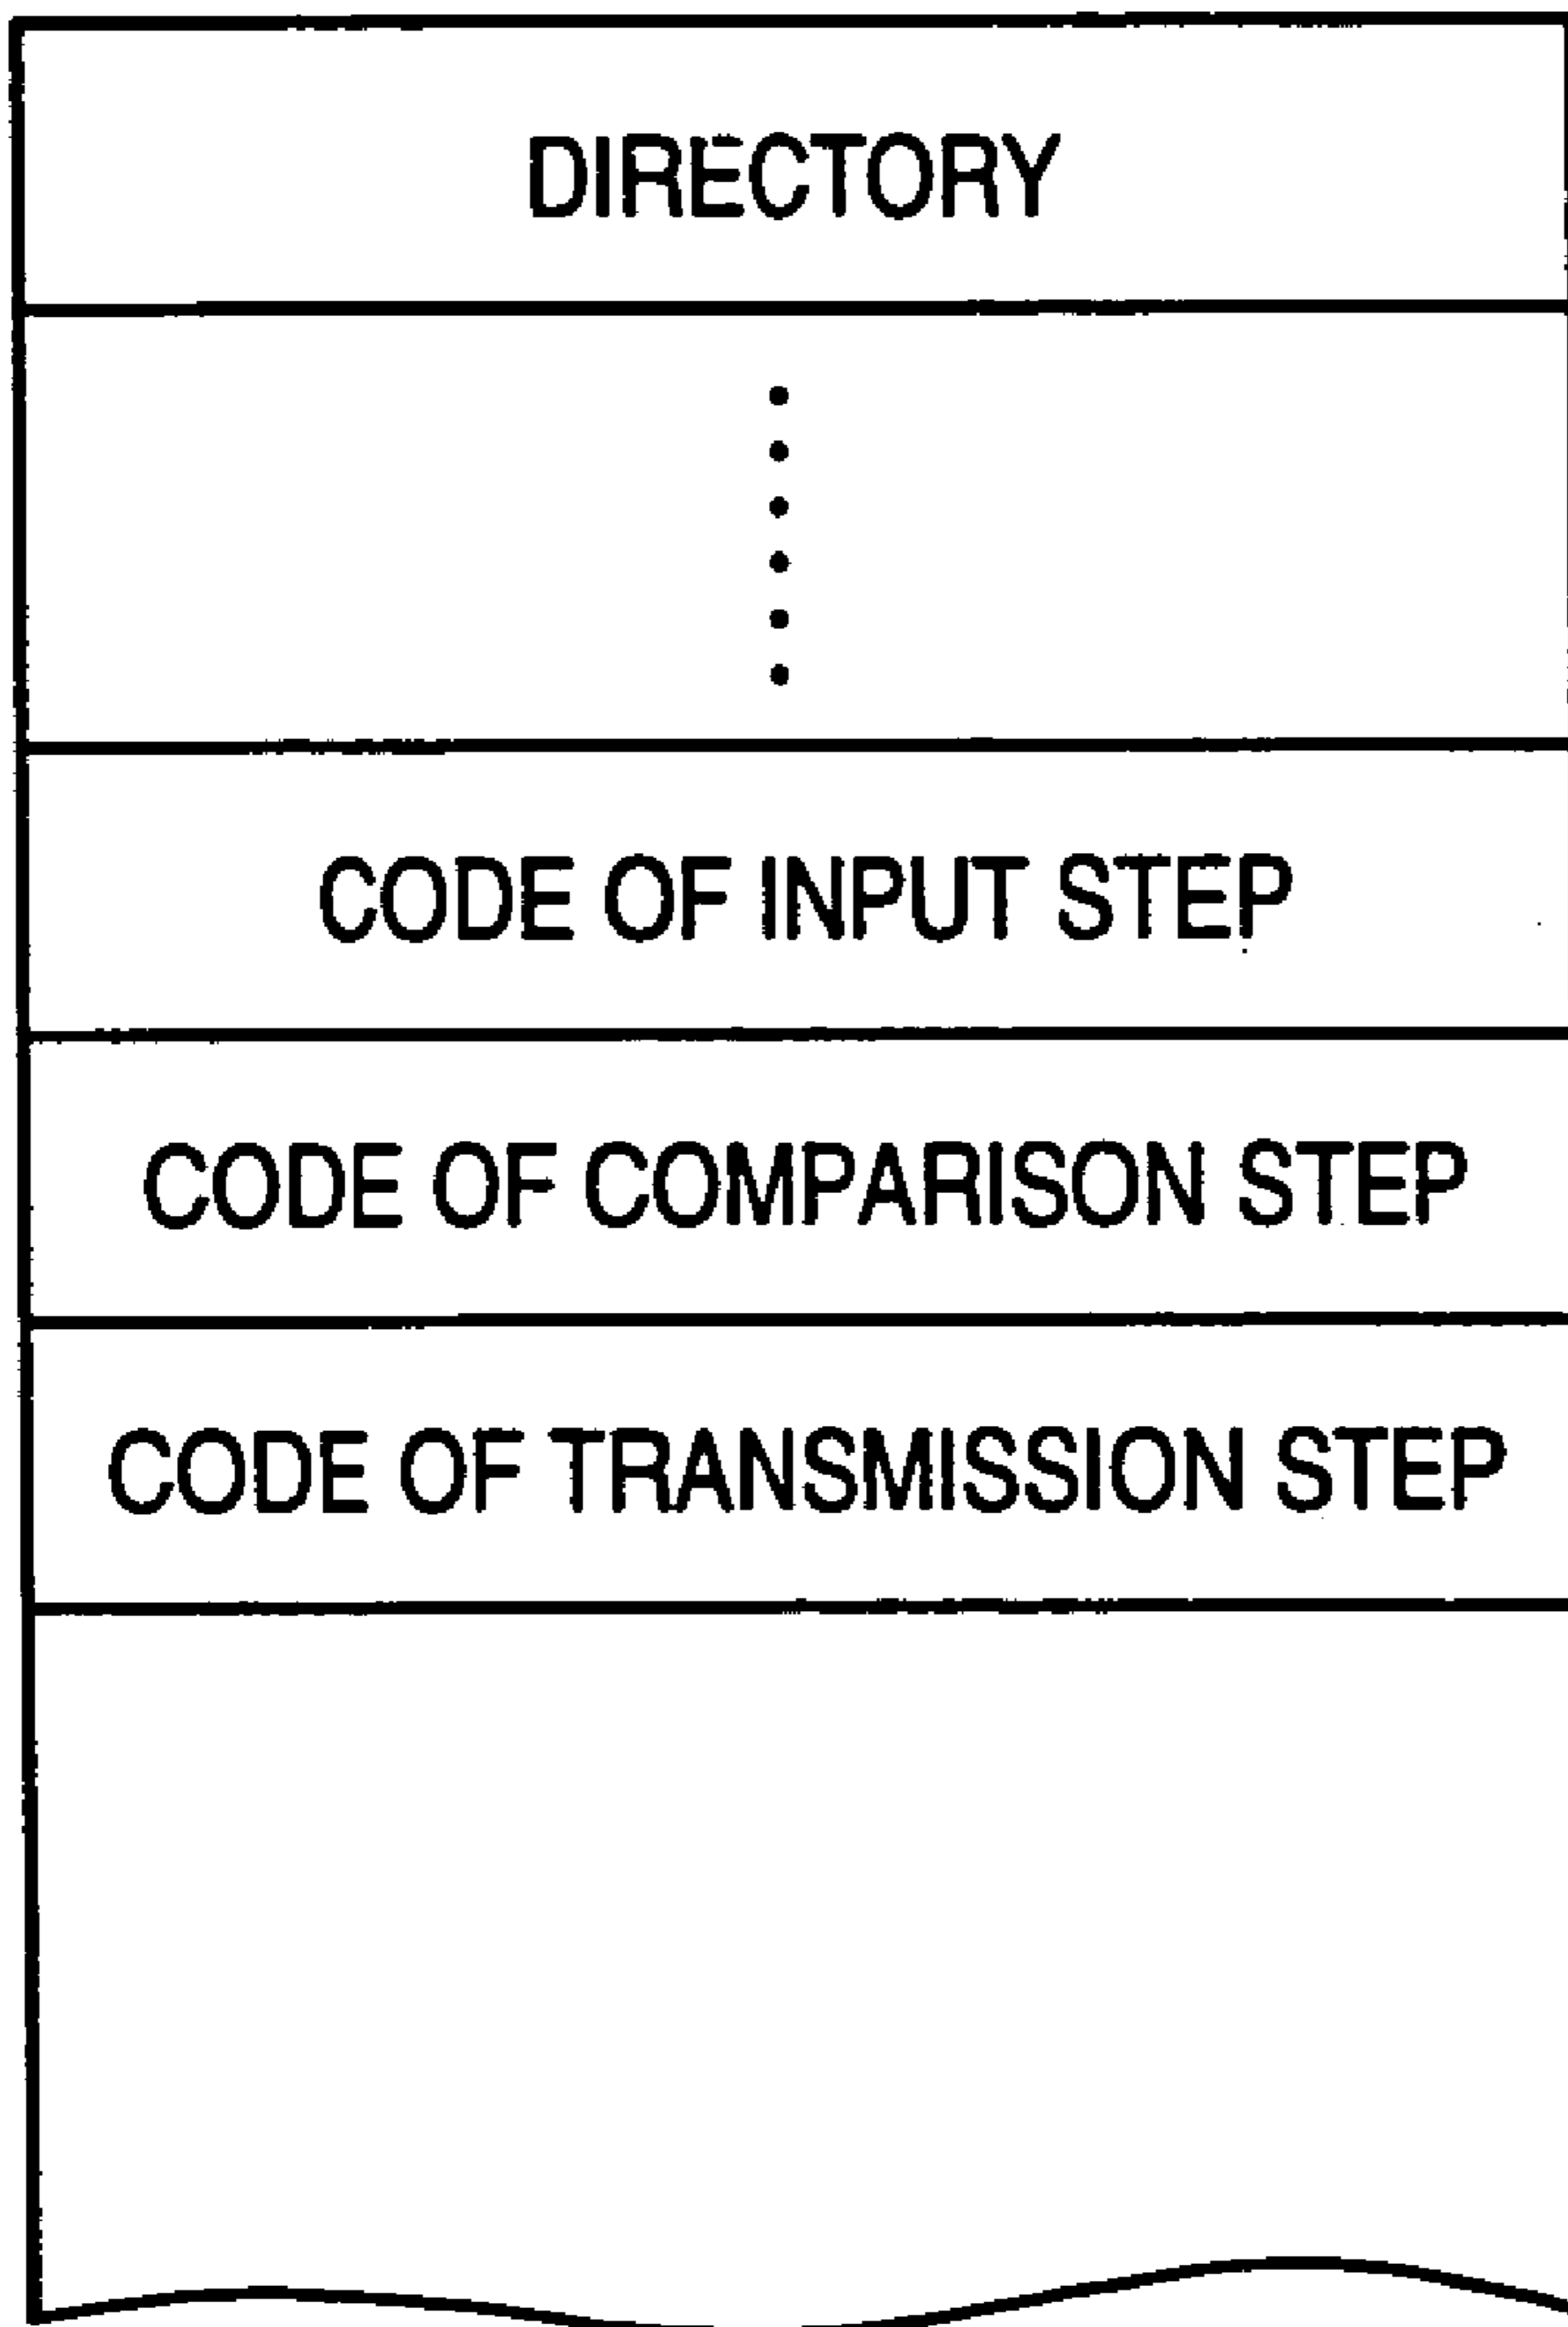 DIRECTORY
CODE OF INPUT STEP
CODE OF COMPARISON STEP
CODE OF TRANSMISSION STEP